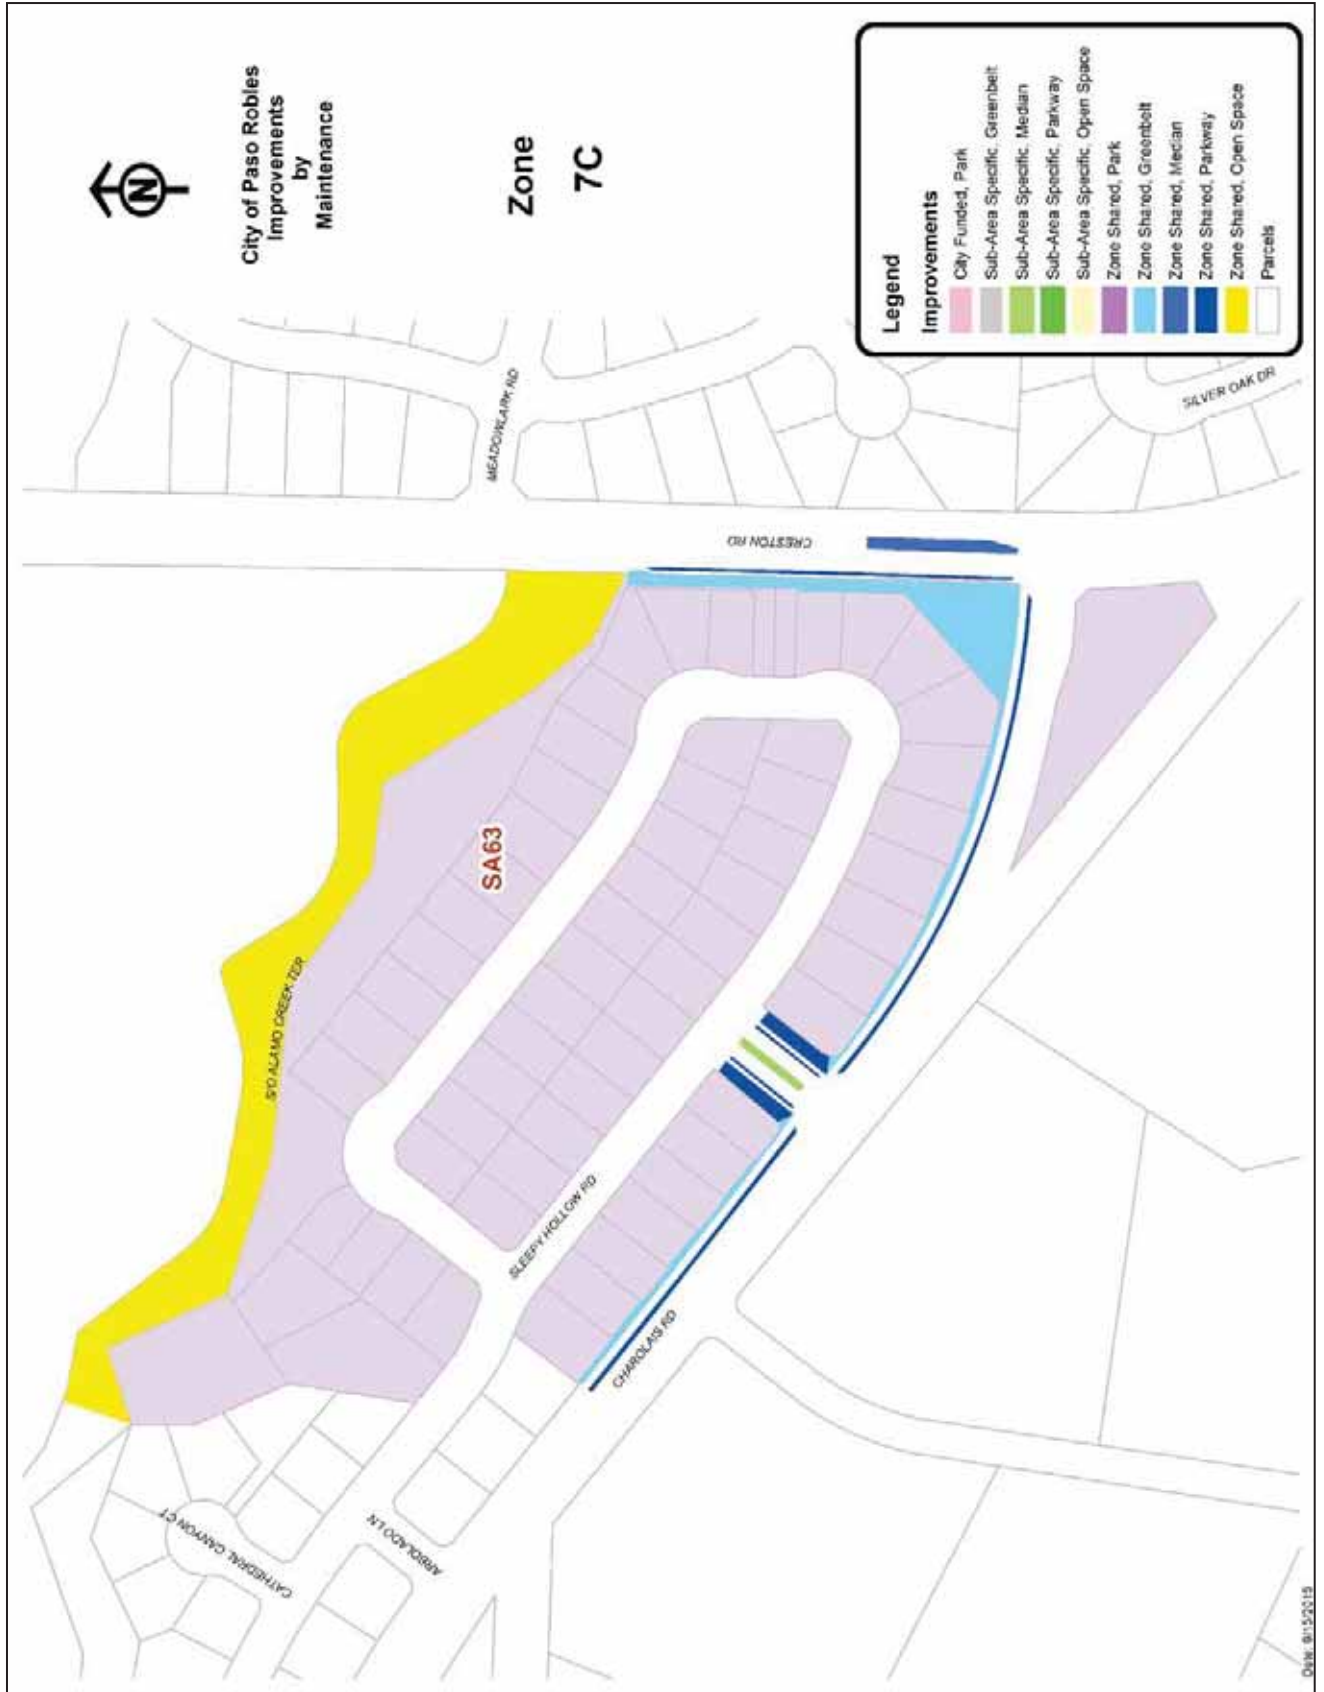 N
City of Paso Robles
Improvements
by
Maintenance
Zone
7C
Legend
Improvements
City Funded, Park
Sub-Area Specific, Greenbelt
Sub-Area Specific, Median
Sub-Area Specific, Parkway
Sub-Area Specific, Open Space
Zone Shared, Park
Zone Shared, Greenbelt
Zone Shared, Median
Zone Shared, Parkway
Zone Shared, Open Space
Parcels
MEADOWLARK RD
SILVER OAK DR
CRESTON RD
SA63
S/O ALAMO CREEK TER
SLEEPY HOLLOW RD
CHAROLAIS RD
CATHEDRAL CANYON CT
ARBOLADO LN